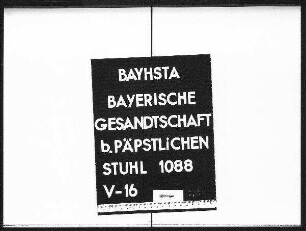 BAYHSTA
BAYERISCHE
GESANDTSCHAFT
b. PÄPSTLiCHEN
STUHL 1088
V-16